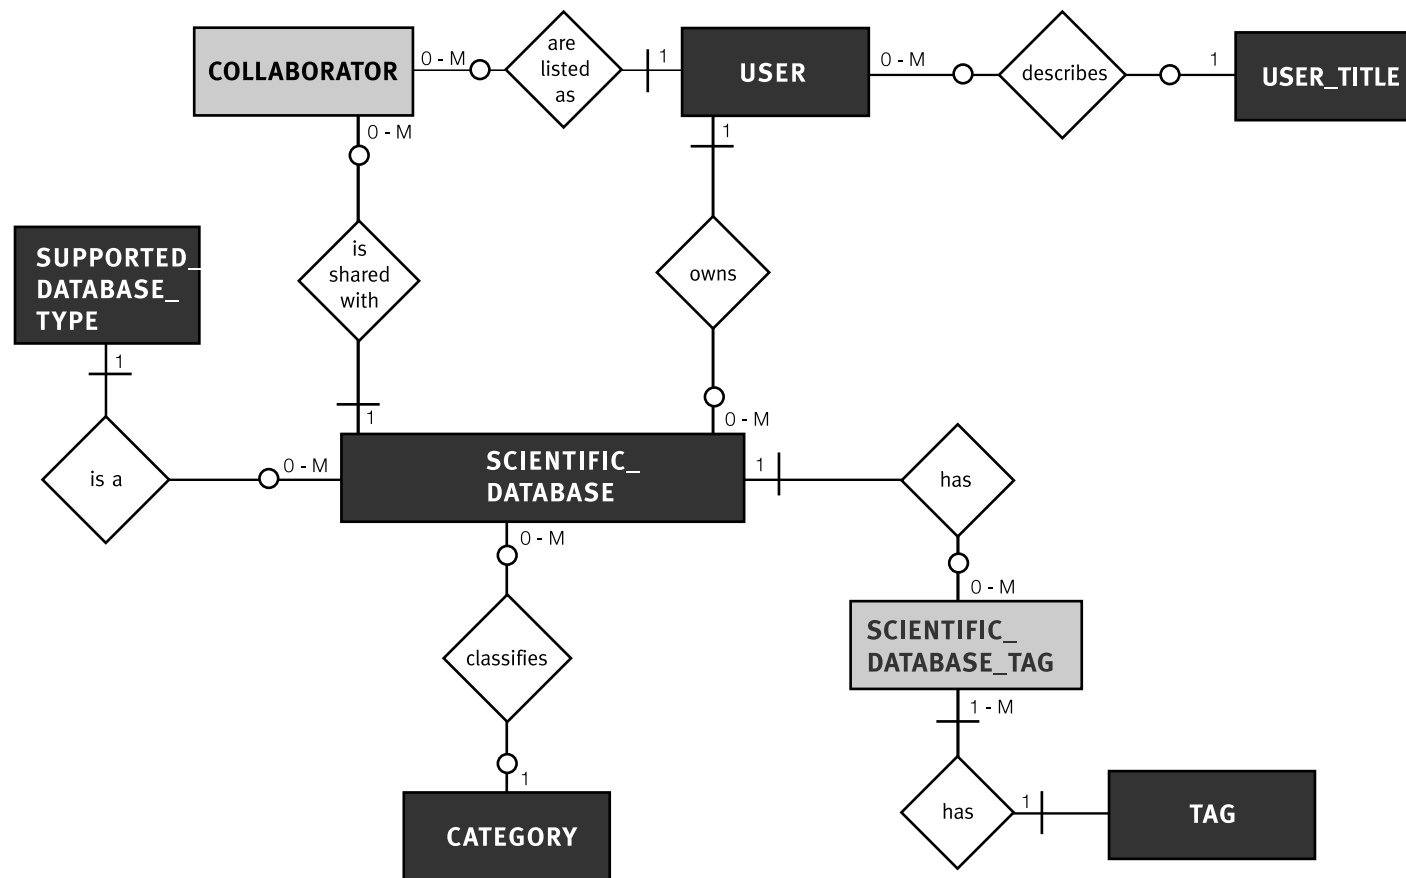 COLLABORATOR
0 - M
are
listed
as
1
USER
0 - M
describes
1
USER_TITLE
0 - M
is
shared
with
1
1
owns
0 - M
SUPPORTED_
DATABASE_
TYPE
1
is a
0 - M
SCIENTIFIC_
DATABASE
1
has
0 - M
SCIENTIFIC_
DATABASE_TAG
1 - M
has
1
TAG
0 - M
classifies
1
CATEGORY